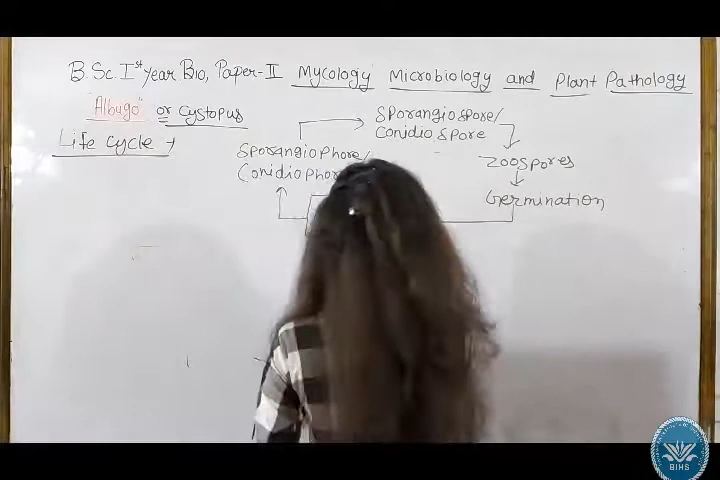 B.Sc. Ist year Bio, Paper-II Mycology Microbiology and Plant Pathology
"Albugo" or Cystopus
Life Cycle →
Sporangiospore/
Conidiospore
Sporangiophore/
Zoospores
Germination
BIHS